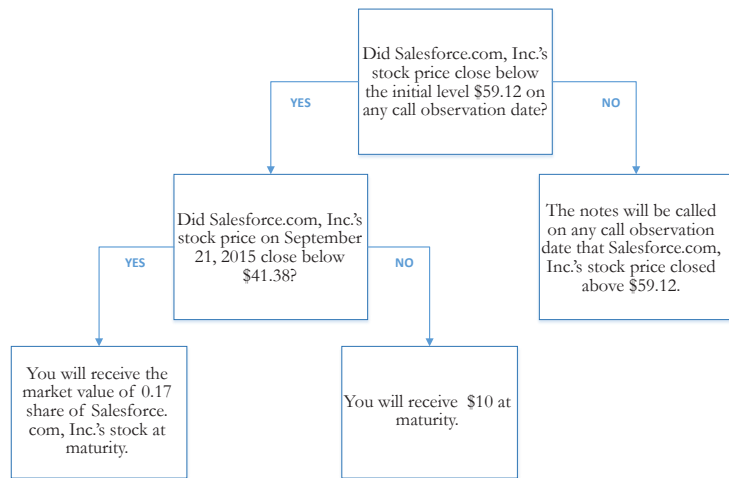 Did Salesforce.com, Inc.'s
stock price close below
the initial level $59.12 on
any call observation date?
YES
NO
Did Salesforce.com, Inc.'s
stock price on September
21, 2015 close below
$41.38?
The notes will be called
on any call observation
date that Salesforce.com,
Inc.'s stock price closed
above $59.12.
YES
NO
You will receive the
market value of 0.17
share of Salesforce.
com, Inc.'s stock at
maturity.
You will receive $10 at
maturity.